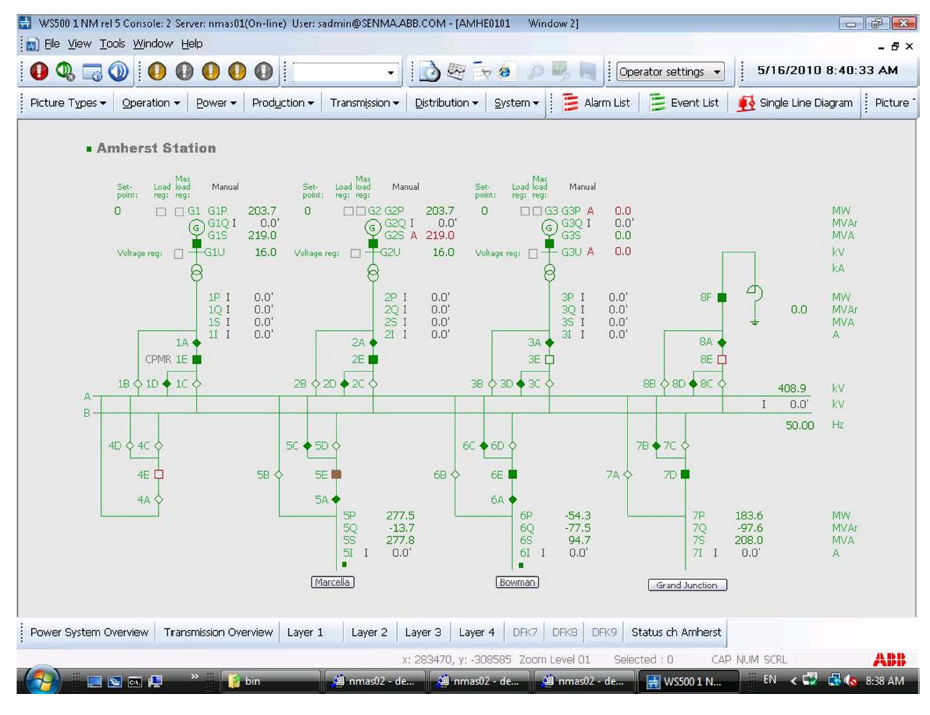 WS500 1 NM rel 5 Console: 2 Server: nmas01(On-line) User: sadmin@SENMA.ABB.COM - [AMHE0101 Window 2]
File View Tools Window Help
Operator settings 5/16/2010 8:40:33 AM
Picture Types Operation Power Production Transmission Distribution System Alarm List Event List Single Line Diagram Picture
Amherst Station
Set-point: Load reg: Max load reg: Manual Set-point: Load reg: Max load reg: Manual Set-point: Load reg: Max load reg: Manual
0 G1 G1P 203.7 0 G2 G2P 203.7 0 G3 G3P A 0.0 MW
G G1Q I 0.0' G G2Q I 0.0' G G3Q I 0.0' MVAr
G1S 219.0 G2S A 219.0 G3S 0.0 MVA
Voltage reg: G1U 16.0 Voltage reg: G2U 16.0 Voltage reg: G3U A 0.0 kV
kA
1P I 0.0' 2P I 0.0' 3P I 0.0' 8F MW
1Q I 0.0' 2Q I 0.0' 3Q I 0.0' 0.0 MVAr
1S I 0.0' 2S I 0.0' 3S I 0.0' MVA
1I I 0.0' 2I I 0.0' 3I I 0.0' A
1A 2A 3A 8A
CPMR 1E 2E 3E 8E
1B 1D 1C 2B 2D 2C 3B 3D 3C 8B 8D 8C
408.9 kV
A
I 0.0' kV
B
50.00 Hz
4D 4C 5C 5D 6C 6D 7B 7C
4E 5B 5E 6B 6E 7A 7D
4A 5A 6A
5P 277.5 6P -54.3 7P 183.6 MW
5Q -13.7 6Q -77.5 7Q -97.6 MVAr
5S 277.8 6S 94.7 7S 208.0 MVA
5I I 0.0' 6I I 0.0' 7I I 0.0' A
Marcella Bowman Grand Junction
Power System Overview Transmission Overview Layer 1 Layer 2 Layer 3 Layer 4 DFK7 DFK8 DFK9 Status ch Amherst
x: 283470, y: -308585 Zoom Level 01 Selected : 0 CAP NUM SCRL ABB
bin nmas02 - de... nmas02 - de... nmas02 - de... WS500 1 N... EN 8:38 AM